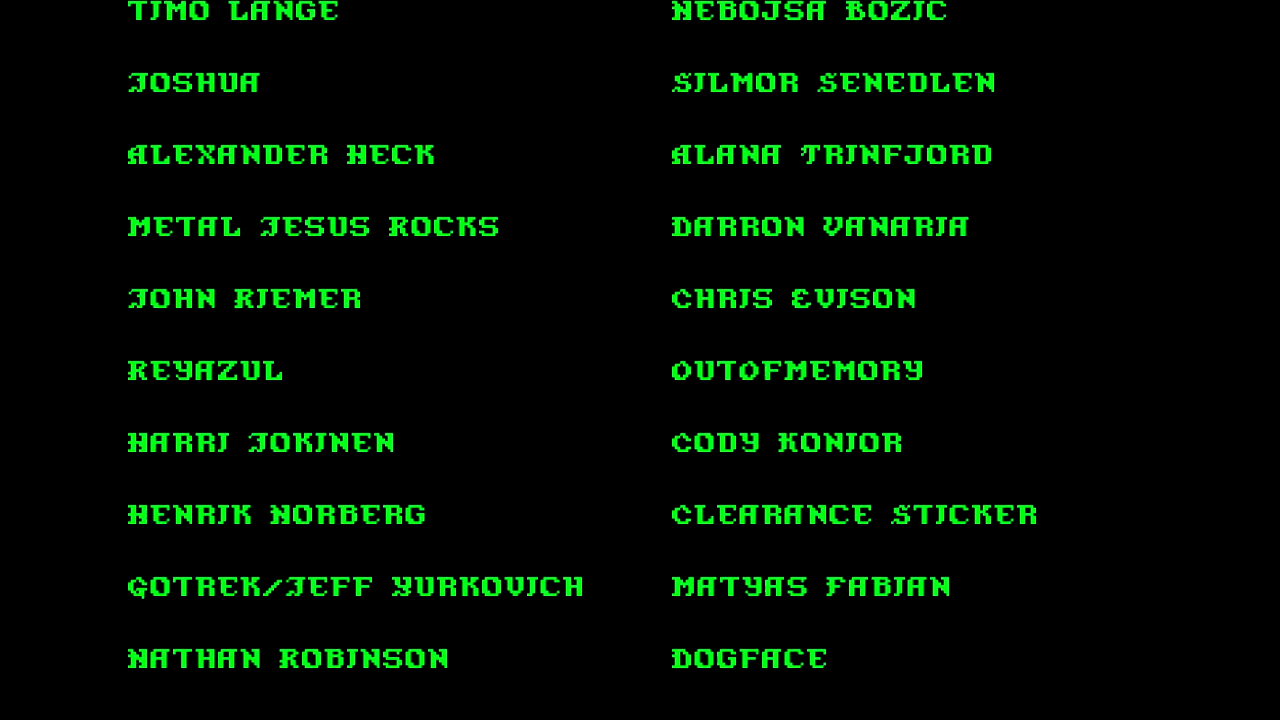 TIMO LANGE
NEBOJSA BOZIC
JOSHUA
SILMOR SENEDLEN
ALEXANDER HECK
ALANA TRINFJORD
METAL JESUS ROCKS
DARRON VANARIA
JOHN RIEMER
CHRIS EVISON
REYAZUL
OUTOFMEMORY
HARRI JOKINEN
CODY KONIOR
HENRIK NORBERG
CLEARANCE STICKER
GOTREK/JEFF YURKOVICH
MATYAS FABIAN
NATHAN ROBINSON
DOGFACE